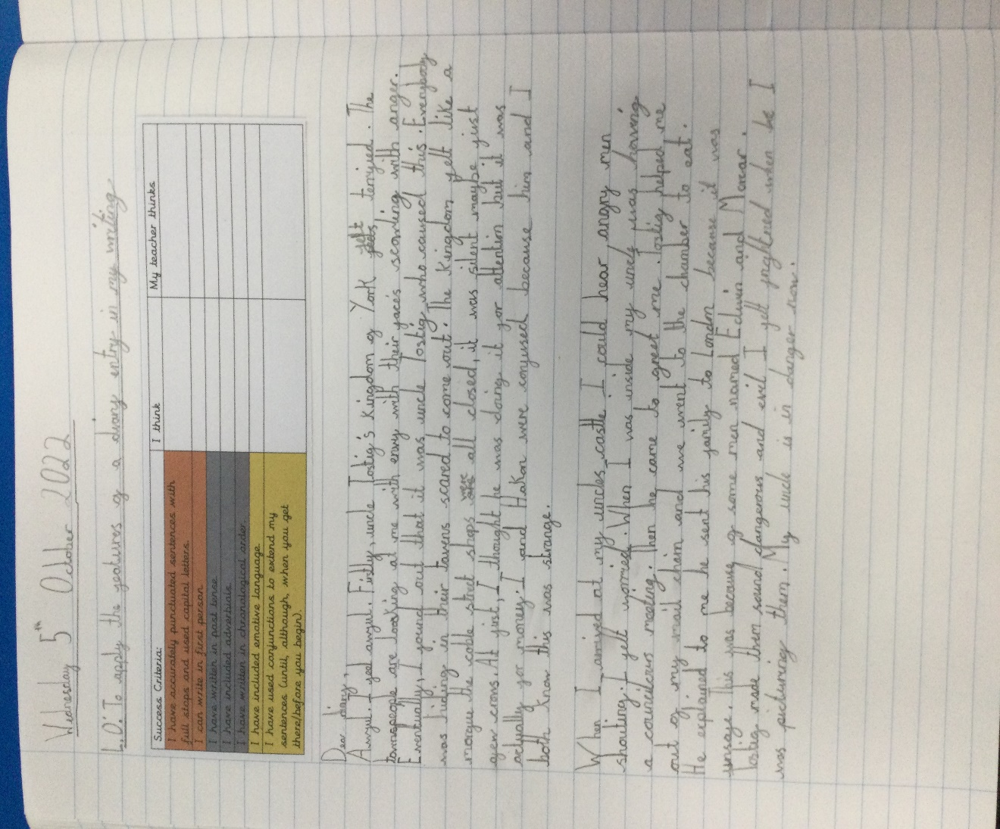 Wednesday 5th October 2022
L.O: To apply the features of a diary entry in my writing
Success Criteria:
I think
My teacher thinks
I have accurately punctuated sentences with
full stops and used capital letters.
I can write in first person.
I have written in past tense
I have included adverbials.
I have written in chronological order.
I have included emotive language.
I have used conjunctions to extend my
sentences (until, although, when you get
there/before you begin).
Dear diary,
Awful. I feel awful. Firstly, uncle Tostig's Kingdom of York felt terrified. The
townspeople are looking at me with envy with their faces scowling with anger.
Eventually, I found out that it was uncle Tostig who caused this. Everybody
was hiding in their taverns scared to come out. The Kingdom felt like a
morgue the coble street shops were all closed, it was silent maybe just
few crows. At first, I thought he was doing it for attention but it was
actually for money. I and Hakon were confused because him and I
both know this was strange.
When I arrived at my uncles castle I could hear angry men
shouting. I felt worried. When I was inside my uncle was having
a councilors meeting. Then he came to greet me. Tostig helped me
out of my mail chain and we went to the chamber to eat.
He explained to me he sent his family to London because it was
unsafe. This was because of some men named Edwin and Morcar.
Tostig made them sound dangerous and evil I felt frightned when he I
was picturing them. My uncle is in danger now.